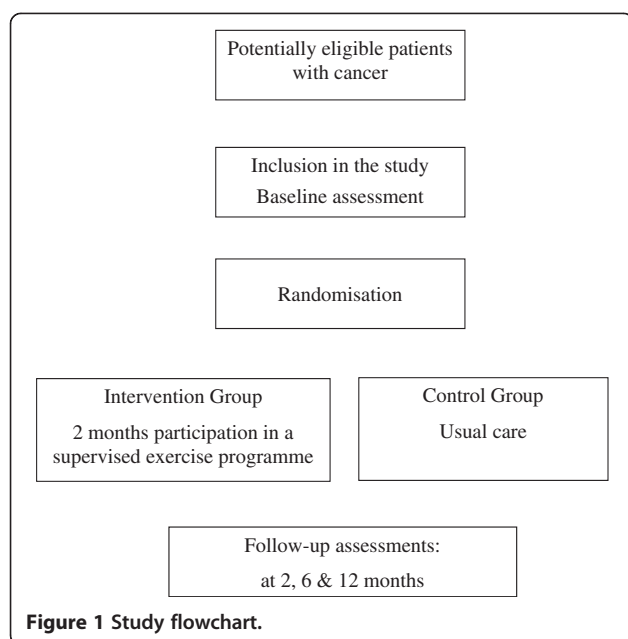 Potentially eligible patients
with cancer
Inclusion in the study
Baseline assessment
Randomisation
Intervention Group
2 months participation in a
supervised exercise programme
Control Group
Usual care
Follow-up assessments:
at 2, 6 & 12 months
Figure 1 Study flowchart.